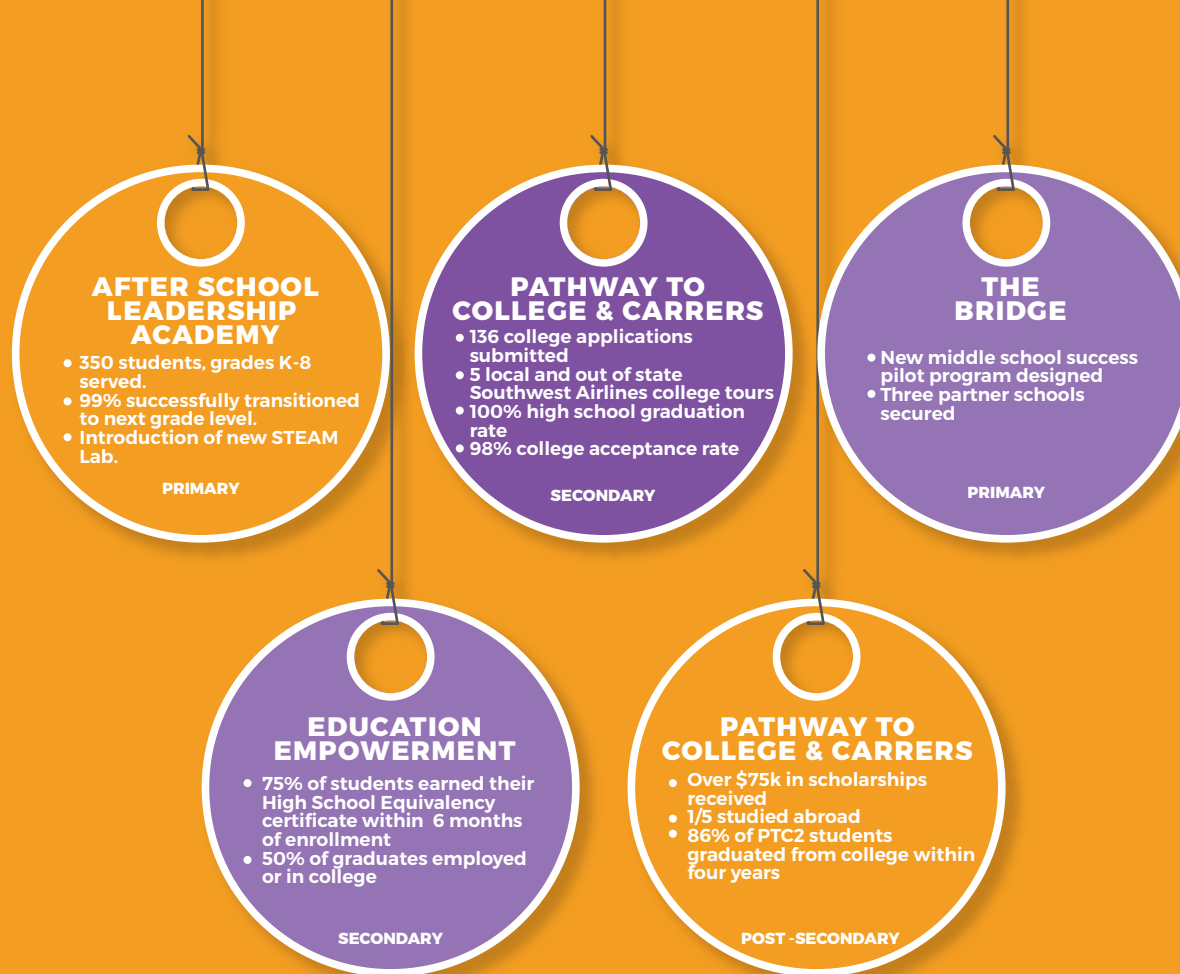 AFTER SCHOOL
LEADERSHIP
ACADEMY
• 350 students, grades K-8
served.
• 99% successfully transitioned
to next grade level.
• Introduction of new STEAM
Lab.
PRIMARY
PATHWAY TO
COLLEGE & CARRERS
• 136 college applications
submitted
• 5 local and out of state
Southwest Airlines college tours
• 100% high school graduation
rate
• 98% college acceptance rate
SECONDARY
THE
BRIDGE
• New middle school success
pilot program designed
• Three partner schools
secured
PRIMARY
EDUCATION
EMPOWERMENT
• 75% of students earned their
High School Equivalency
certificate within 6 months
of enrollment
• 50% of graduates employed
or in college
SECONDARY
PATHWAY TO
COLLEGE & CARRERS
• Over $75k in scholarships
received
• 1/5 studied abroad
• 86% of PTC2 students
graduated from college within
four years
POST -SECONDARY